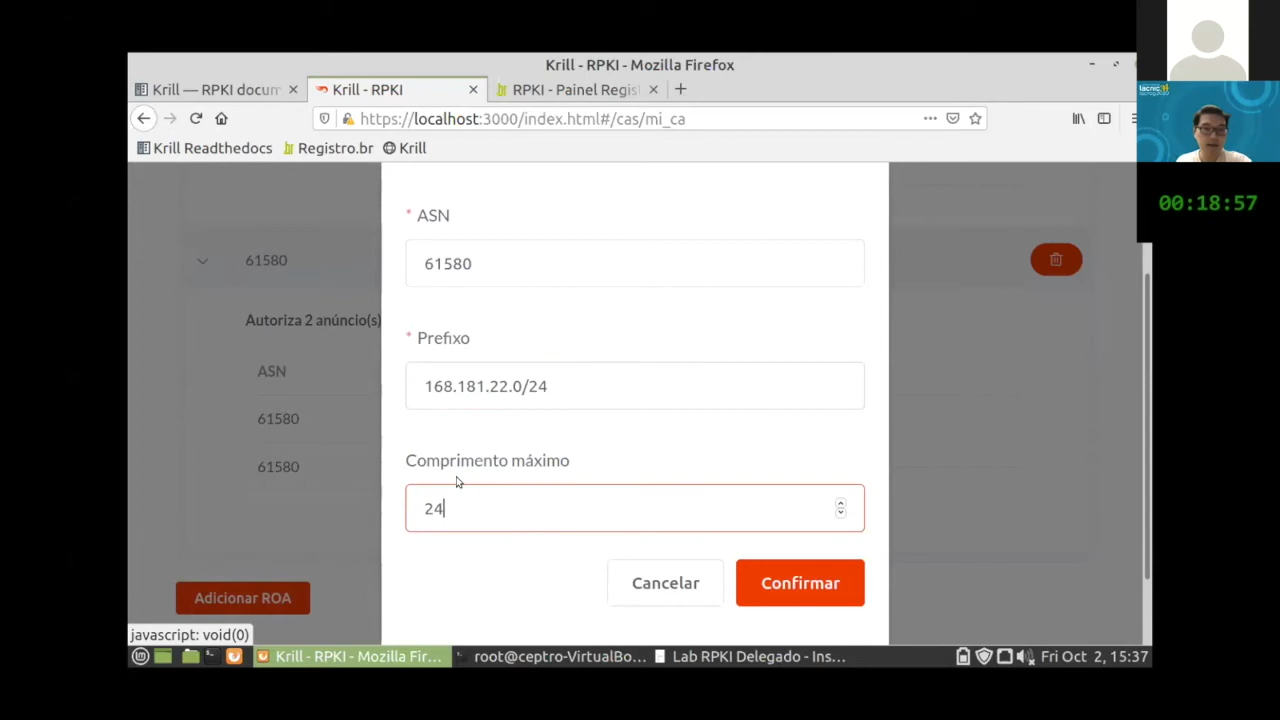 Krill - RPKI - Mozilla Firefox
Krill — RPKI docum
Krill - RPKI
RPKI - Painel Regist
https://localhost:3000/index.html#/cas/mi_ca
Krill Readthedocs
Registro.br
Krill
lacnic
00:18:57
* ASN
61580
61580
Autoriza 2 anúncio(s)
* Prefixo
168.181.22.0/24
ASN
61580
61580
Comprimento máximo
24
Cancelar
Confirmar
Adicionar ROA
javascript: void(0)
Krill - RPKI - Mozilla Fir...
root@ceptro-VirtualBo...
Lab RPKI Delegado - Ins...
Fri Oct 2, 15:37